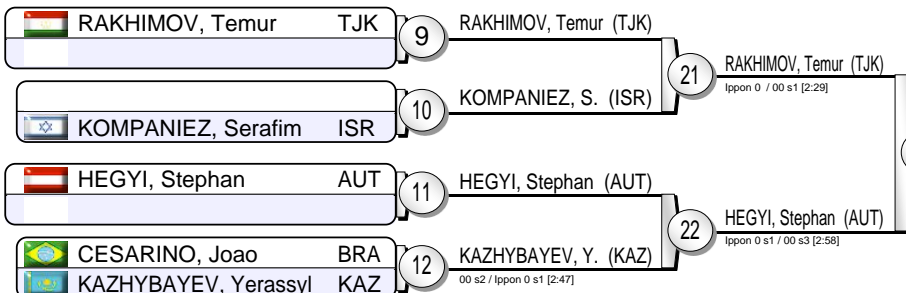 RAKHIMOV, Temur TJK
9
RAKHIMOV, Temur (TJK)
21
RAKHIMOV, Temur (TJK)
Ippon 0 / 00 s1 [2:29]
10
KOMPANIEZ, S. (ISR)
KOMPANIEZ, Serafim ISR
HEGYI, Stephan AUT
11
HEGYI, Stephan (AUT)
22
HEGYI, Stephan (AUT)
Ippon 0 s1 / 00 s3 [2:58]
CESARINO, Joao BRA
12
KAZHYBAYEV, Y. (KAZ)
00 s2 / Ippon 0 s1 [2:47]
KAZHYBAYEV, Yerassyl KAZ